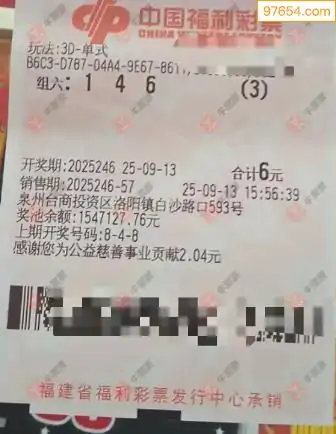 97654.com
中国福利彩票
玩法:3D-单式
B6C3-D787-04A4-9E67-86
组六: 1 4 6 (3)
开奖期:2025246 25-09-13 合计6元
销售期:2025246-57 25-09-13 15:56:39
泉州台商投资区洛阳镇白沙路口593号
奖池余额:1547127.76元
上期开奖号码:8-4-8
感谢您为公益慈善事业贡献2.04元
福建省福利彩票发行中心承销